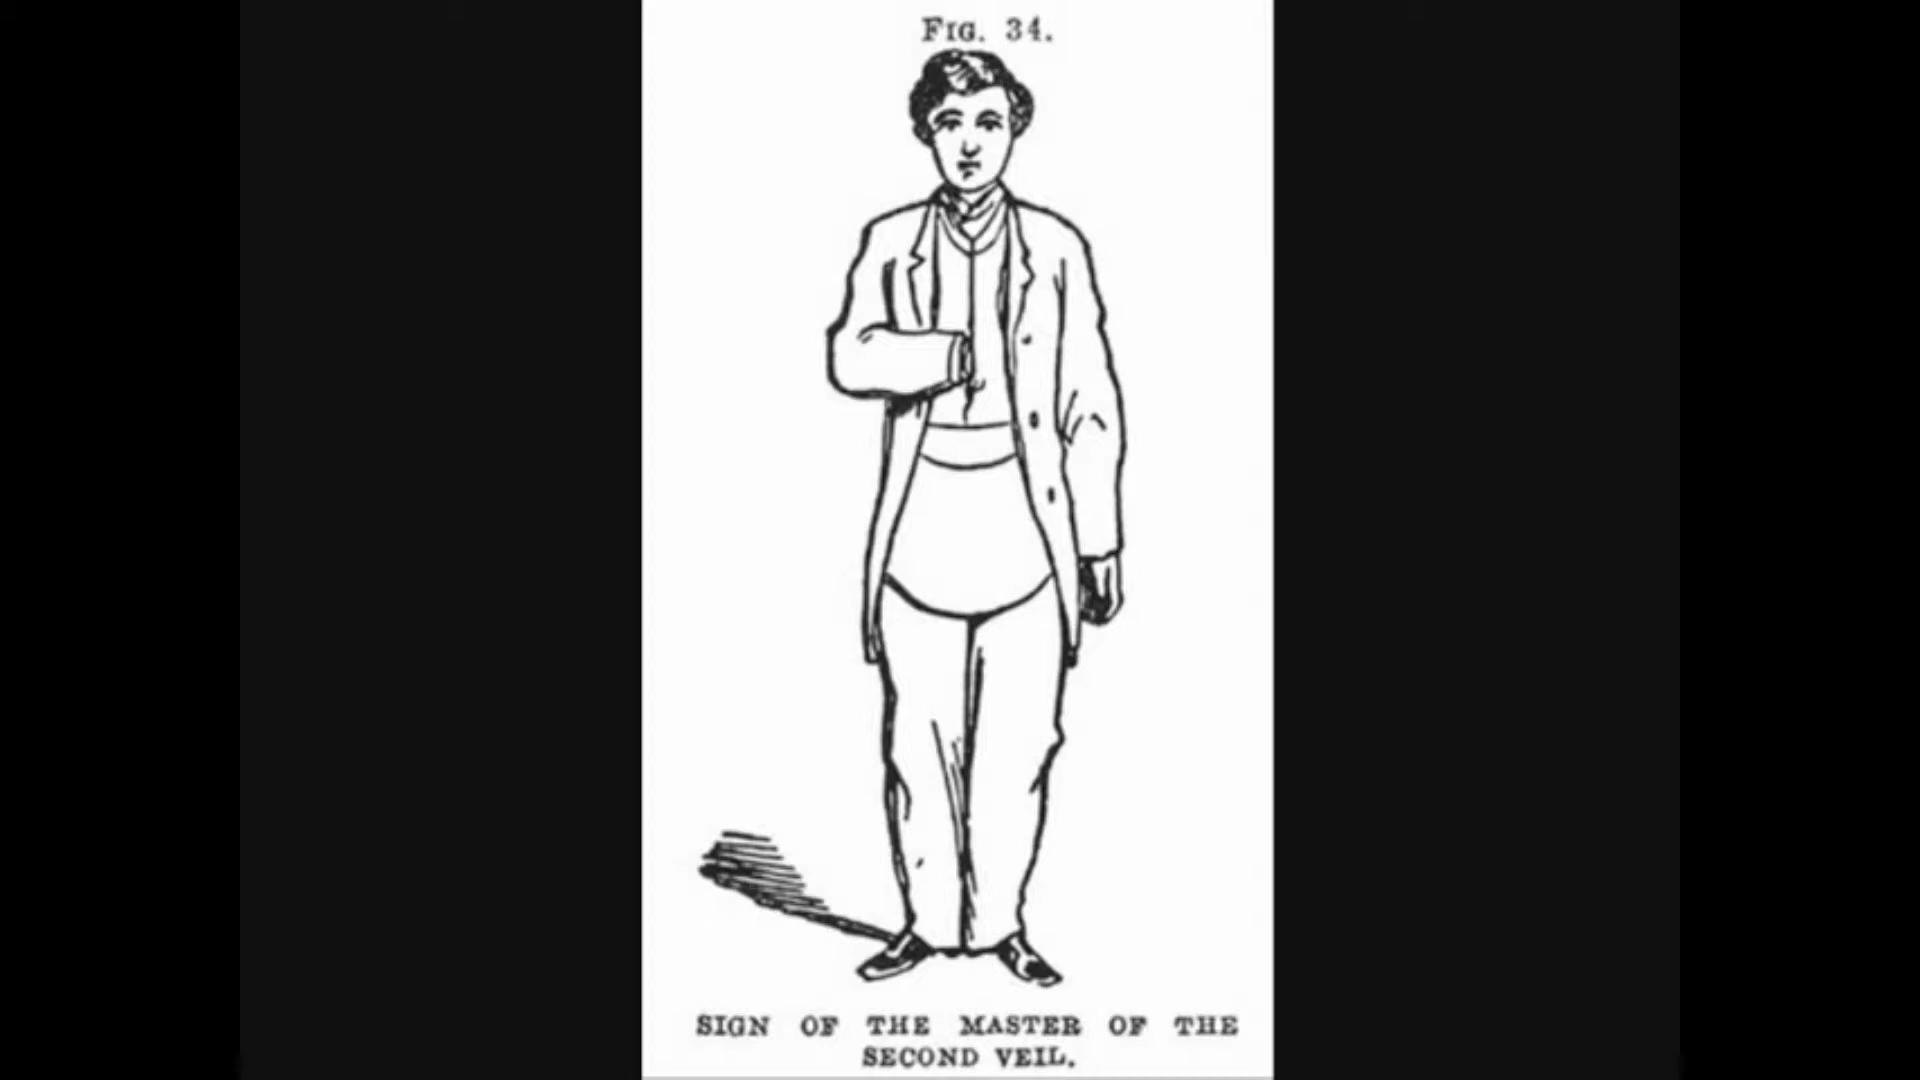 FIG. 34.
SIGN OF THE MASTER OF THE
SECOND VEIL.